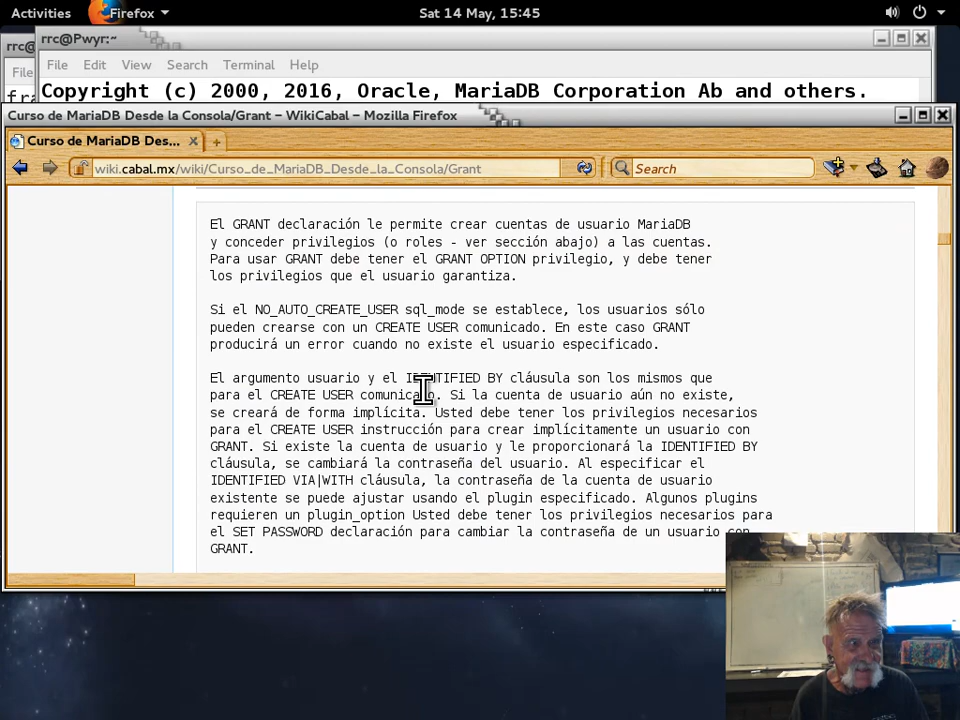 Activities Firefox Sat 14 May, 15:45
rrc@Pwyr:~
rrc@
File Edit View Search Terminal Help
File
Copyright (c) 2000, 2016, Oracle, MariaDB Corporation Ab and others.
Curso de MariaDB Desde la Consola/Grant – WikiCabal – Mozilla Firefox
Curso de MariaDB Des...
wiki.cabal.mx/wiki/Curso_de_MariaDB_Desde_la_Consola/Grant
Search
El GRANT declaración le permite crear cuentas de usuario MariaDB
y conceder privilegios (o roles - ver sección abajo) a las cuentas.
Para usar GRANT debe tener el GRANT OPTION privilegio, y debe tener
los privilegios que el usuario garantiza.
Si el NO_AUTO_CREATE_USER sql_mode se establece, los usuarios sólo
pueden crearse con un CREATE USER comunicado. En este caso GRANT
producirá un error cuando no existe el usuario especificado.
El argumento usuario y el IDENTIFIED BY cláusula son los mismos que
para el CREATE USER comunicado. Si la cuenta de usuario aún no existe,
se creará de forma implícita. Usted debe tener los privilegios necesarios
para el CREATE USER instrucción para crear implícitamente un usuario con
GRANT. Si existe la cuenta de usuario y le proporcionará la IDENTIFIED BY
cláusula, se cambiará la contraseña del usuario. Al especificar el
IDENTIFIED VIA|WITH cláusula, la contraseña de la cuenta de usuario
existente se puede ajustar usando el plugin especificado. Algunos plugins
requieren un plugin_option Usted debe tener los privilegios necesarios para
el SET PASSWORD declaración para cambiar la contraseña de un usuario con
GRANT.